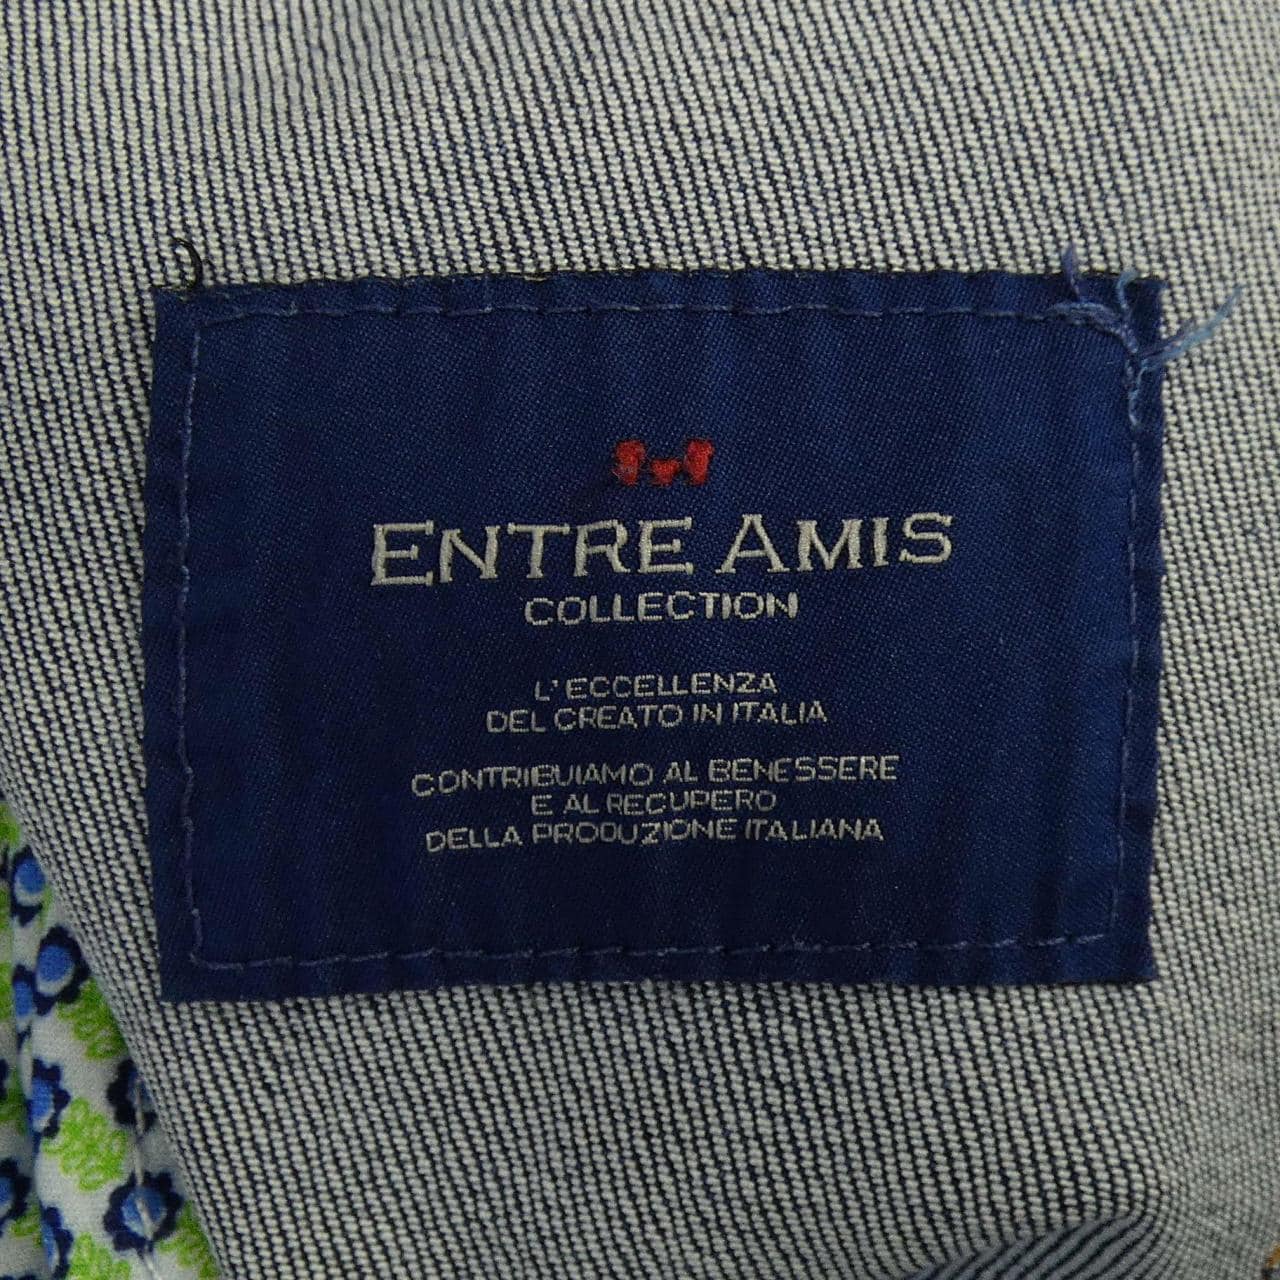 ENTRE AMIS
COLLECTION
L'ECCELLENZA
DEL CREATO IN ITALIA
CONTRIBUIAMO AL BENESSERE
E AL RECUPERO
DELLA PRODUZIONE ITALIANA